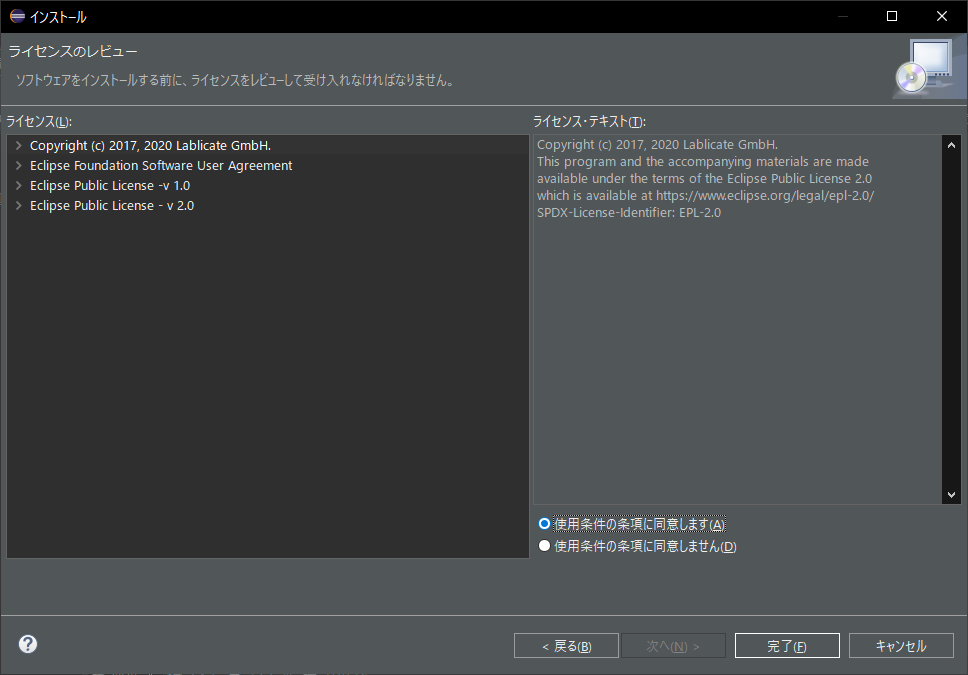 インストール
ライセンスのレビュー
ソフトウェアをインストールする前に、ライセンスをレビューして受け入れなければなりません。
ライセンス(L):
Copyright (c) 2017, 2020 Lablicate GmbH.
Eclipse Foundation Software User Agreement
Eclipse Public License -v 1.0
Eclipse Public License - v 2.0
ライセンス・テキスト(T):
Copyright (c) 2017, 2020 Lablicate GmbH.
This program and the accompanying materials are made
available under the terms of the Eclipse Public License 2.0
which is available at https://www.eclipse.org/legal/epl-2.0/
SPDX-License-Identifier: EPL-2.0
使用条件の条項に同意します(A)
使用条件の条項に同意しません(D)
?
< 戻る(B)
次へ(N) >
完了(F)
キャンセル